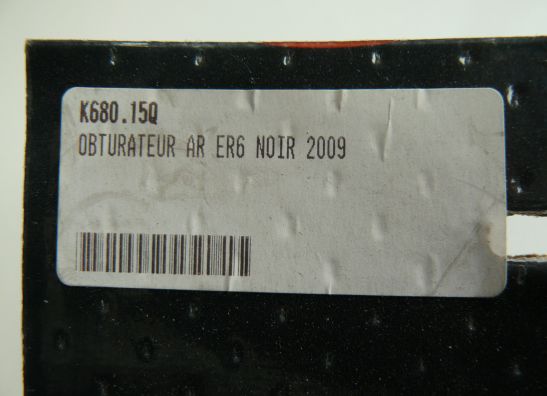 K680.15Q
OBTURATEUR AR ER6 NOIR 2009